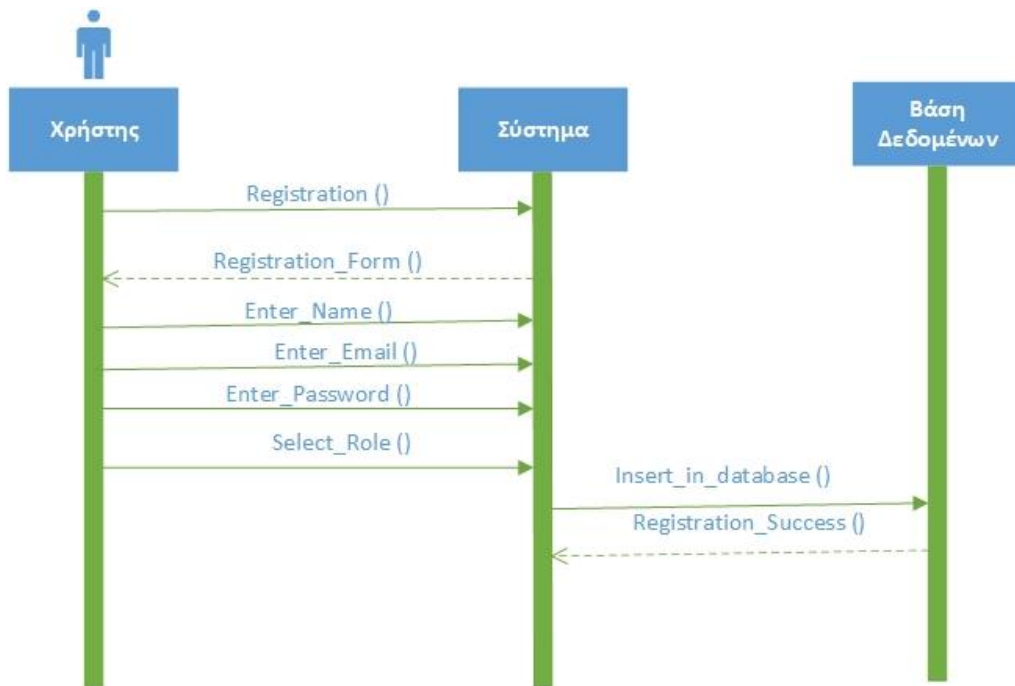 Χρήστης
Σύστημα
Βάση
Δεδομένων
Registration ()
Registration_Form ()
Enter_Name ()
Enter_Email ()
Enter_Password ()
Select_Role ()
Insert_in_database ()
Registration_Success ()